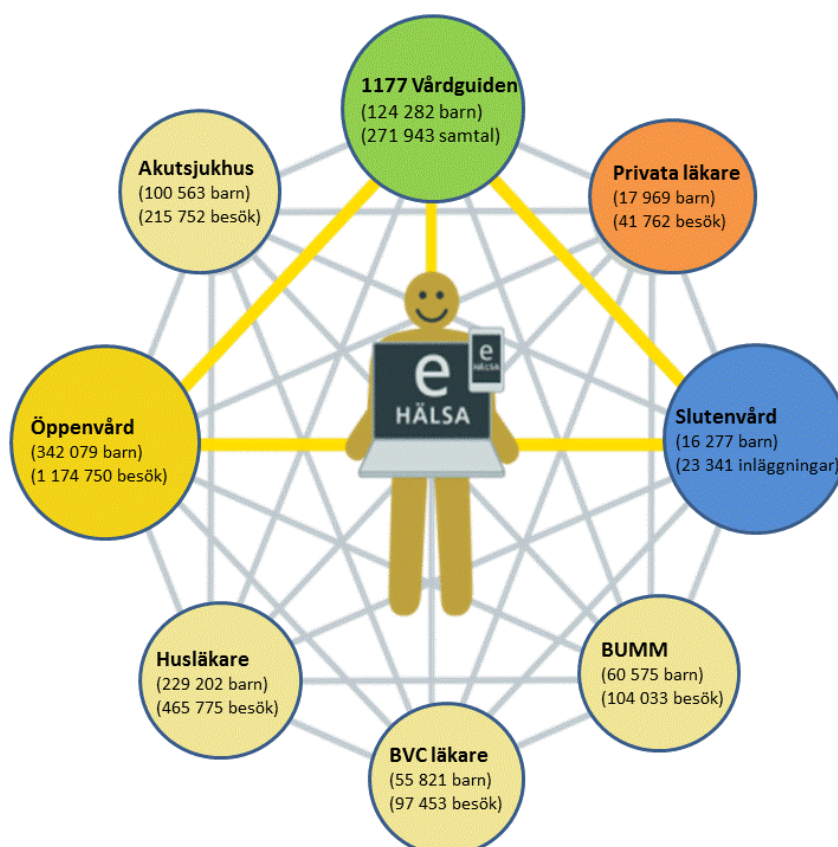 1177 Vårdguiden
(124 282 barn)
(271 943 samtal)
Akutsjukhus
(100 563 barn)
(215 752 besök)
Privata läkare
(17 969 barn)
(41 762 besök)
e
HÄLSA
e
HÄLSA
Öppenvård
(342 079 barn)
(1 174 750 besök)
Slutenvård
(16 277 barn)
(23 341 inläggningar)
Husläkare
(229 202 barn)
(465 775 besök)
BUMM
(60 575 barn)
(104 033 besök)
BVC läkare
(55 821 barn)
(97 453 besök)